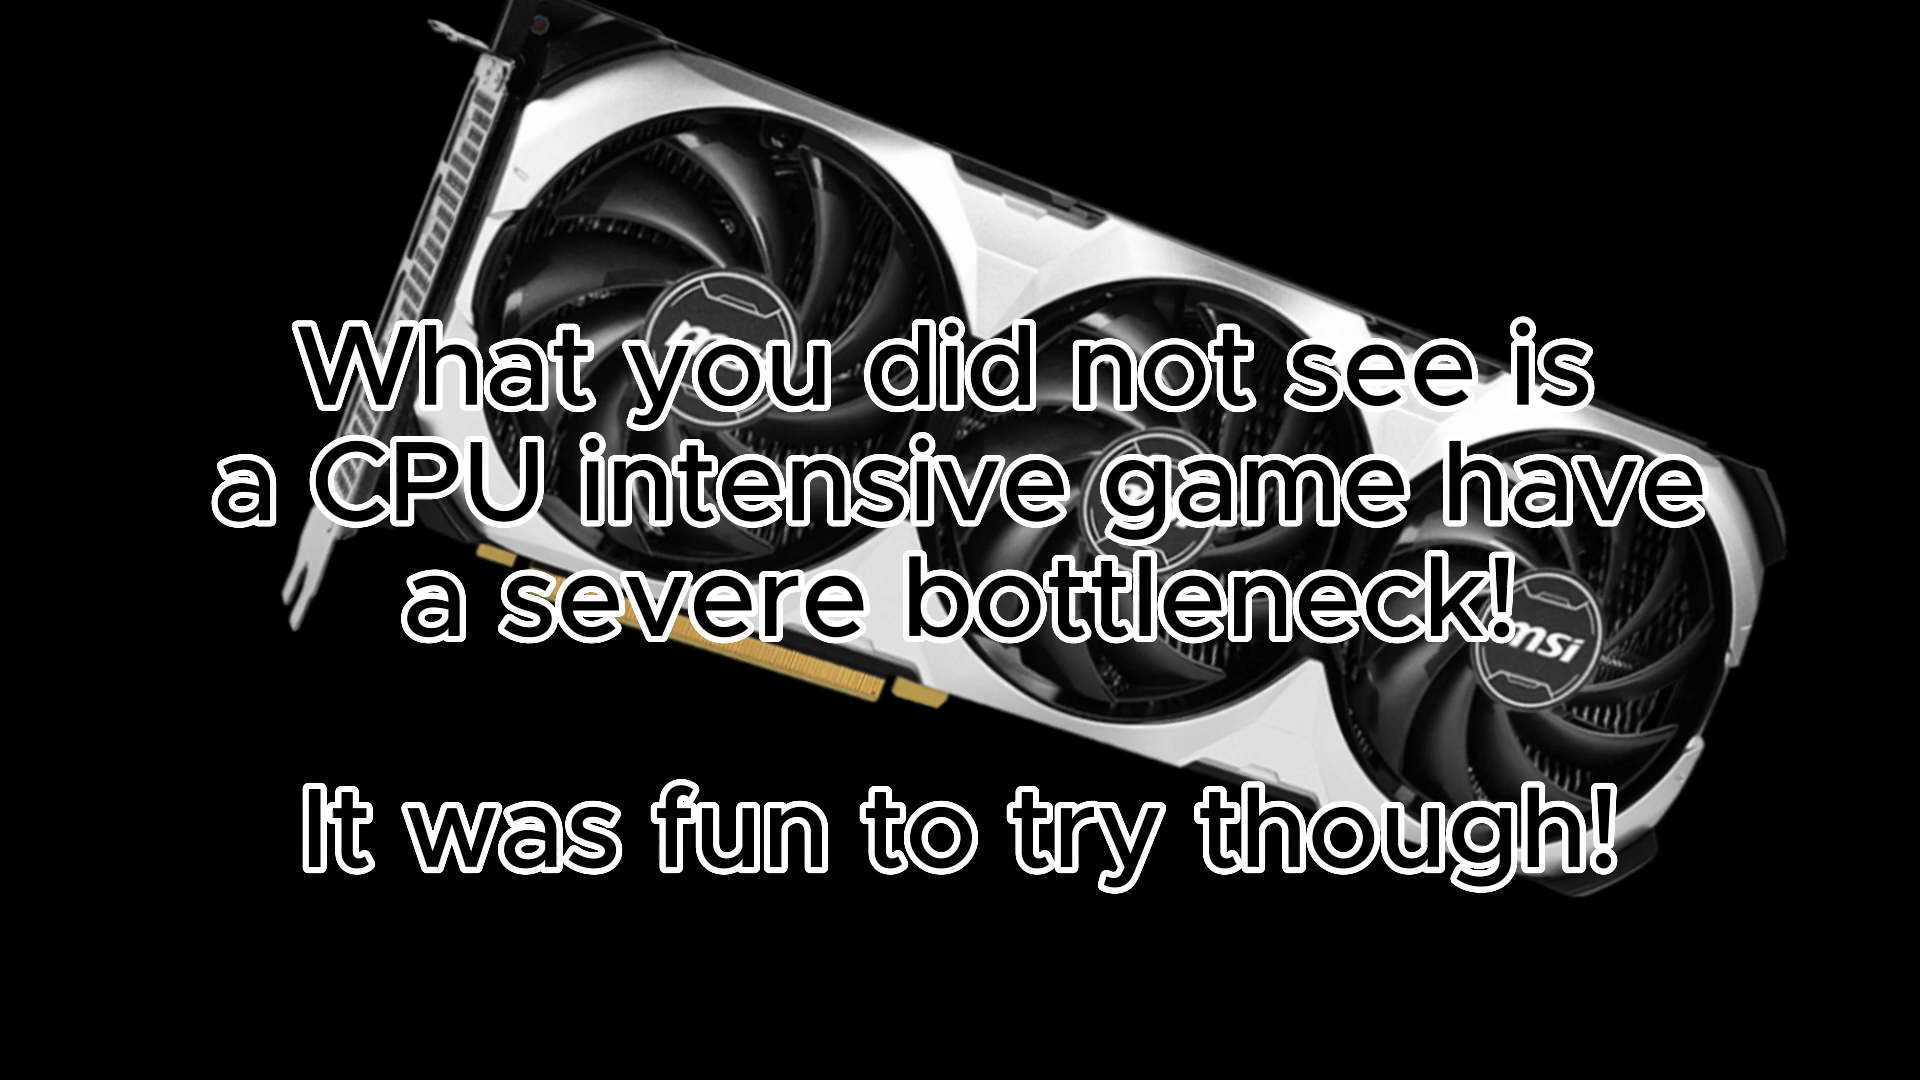 What you did not see is
a CPU intensive game have
a severe bottleneck!
It was fun to try though!
msi